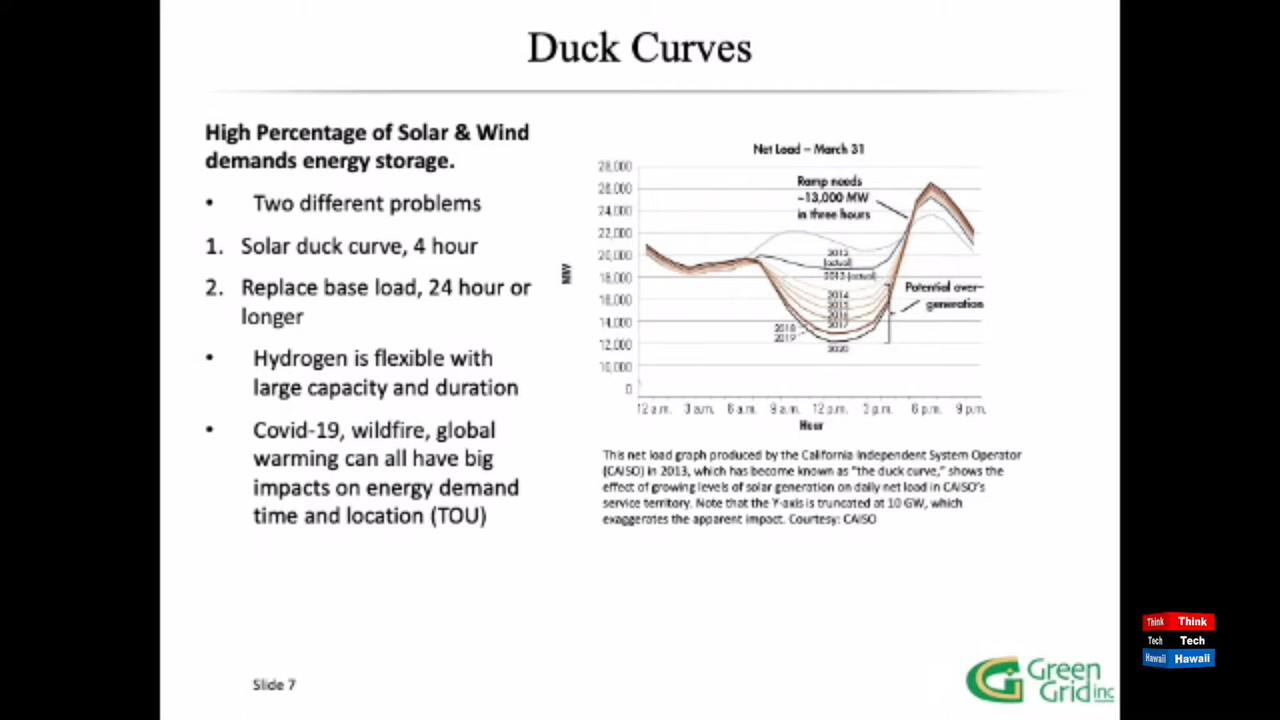 Duck Curves
High Percentage of Solar & Wind
demands energy storage.
• Two different problems
1. Solar duck curve, 4 hour
2. Replace base load, 24 hour or
longer
• Hydrogen is flexible with
large capacity and duration
• Covid-19, wildfire, global
warming can all have big
impacts on energy demand
time and location (TOU)
Net Load – March 31
28,000
26,000
24,000
22,000
20,000
18,000
16,000
14,000
12,000
10,000
0
MW
Ramp needs
~13,000 MW
in three hours
2012
(actual)
2013 (actual)
2014
2015
2016
2017
2018
2019
2020
Potential over-
generation
12 a.m. 3 a.m. 6 a.m. 9 a.m. 12 p.m. 3 p.m. 6 p.m. 9 p.m.
Hour
This net load graph produced by the California Independent System Operator
(CAISO) in 2013, which has become known as "the duck curve," shows the
effect of growing levels of solar generation on daily net load in CAISO's
service territory. Note that the Y-axis is truncated at 10 GW, which
exaggerates the apparent impact. Courtesy: CAISO
Slide 7
Green
Grid inc
Think Think
Tech Tech
Hawaii Hawaii